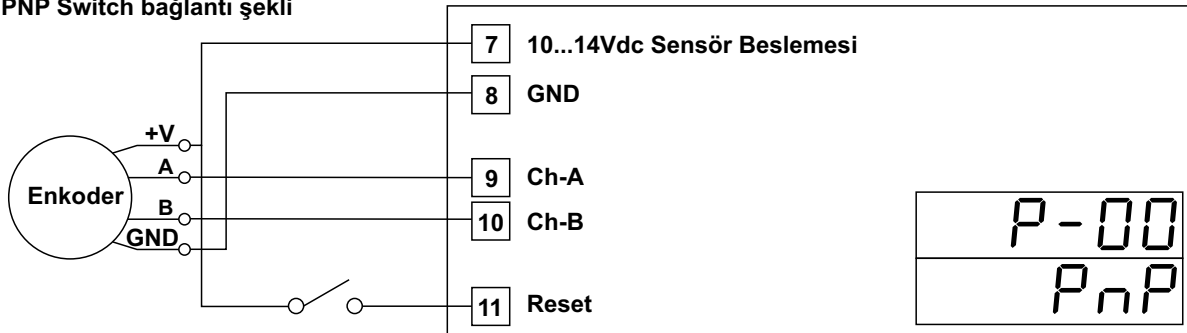 PNP Switch bağlantı şekli
7 10...14Vdc Sensör Beslemesi
8 GND
+V
A
9 Ch-A
Enkoder
B
10 Ch-B
GND
11 Reset
P-00
PnP